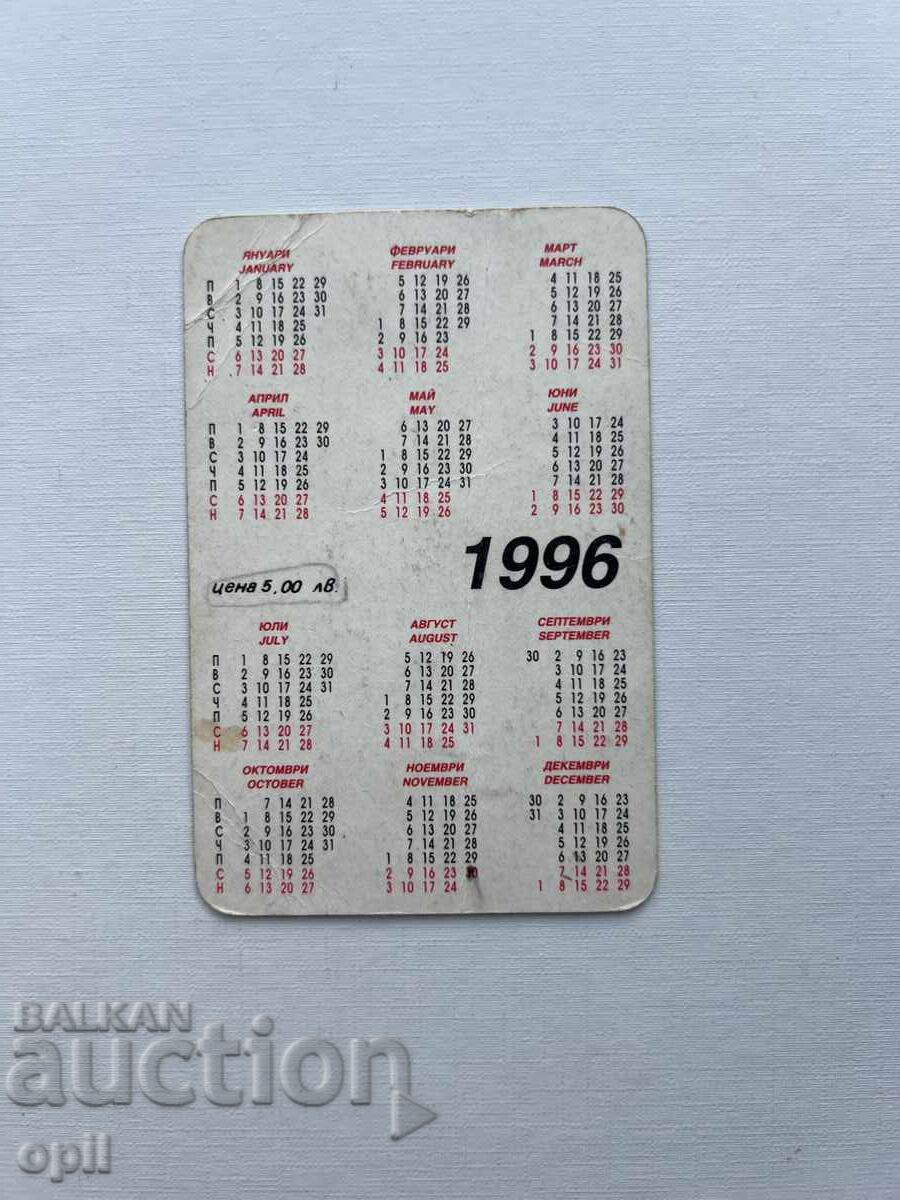 ЯНУАРИ ФЕВРУАРИ МАРТ
JANUARY FEBRUARY MARCH
П 1 8 15 22 29 5 12 19 26 4 11 18 25
В 2 9 16 23 30 6 13 20 27 5 12 19 26
С 3 10 17 24 31 7 14 21 28 6 13 20 27
Ч 4 11 18 25 1 8 15 22 29 7 14 21 28
П 5 12 19 26 2 9 16 23 1 8 15 22 29
С 6 13 20 27 3 10 17 24 2 9 16 23 30
Н 7 14 21 28 4 11 18 25 3 10 17 24 31
АПРИЛ МАЙ ЮНИ
APRIL MAY JUNE
П 1 8 15 22 29 6 13 20 27 3 10 17 24
В 2 9 16 23 30 7 14 21 28 4 11 18 25
С 3 10 17 24 1 8 15 22 29 5 12 19 26
Ч 4 11 18 25 2 9 16 23 30 6 13 20 27
П 5 12 19 26 3 10 17 24 31 7 14 21 28
С 6 13 20 27 4 11 18 25 1 8 15 22 29
Н 7 14 21 28 5 12 19 26 2 9 16 23 30
1996
цена 5,00 лв.
ЮЛИ АВГУСТ СЕПТЕМВРИ
JULY AUGUST SEPTEMBER
П 1 8 15 22 29 5 12 19 26 30 2 9 16 23
В 2 9 16 23 30 6 13 20 27 3 10 17 24
С 3 10 17 24 31 7 14 21 28 4 11 18 25
Ч 4 11 18 25 1 8 15 22 29 5 12 19 26
П 5 12 19 26 2 9 16 23 30 6 13 20 27
С 6 13 20 27 3 10 17 24 31 7 14 21 28
Н 7 14 21 28 4 11 18 25 1 8 15 22 29
ОКТОМВРИ НОЕМВРИ ДЕКЕМВРИ
OCTOBER NOVEMBER DECEMBER
П 7 14 21 28 4 11 18 25 30 2 9 16 23
В 1 8 15 22 29 5 12 19 26 31 3 10 17 24
С 2 9 16 23 30 6 13 20 27 4 11 18 25
Ч 3 10 17 24 31 7 14 21 28 5 12 19 26
П 4 11 18 25 1 8 15 22 29 6 13 20 27
С 5 12 19 26 2 9 16 23 30 7 14 21 28
Н 6 13 20 27 3 10 17 24 1 8 15 22 29
BALKAN
auction
opil